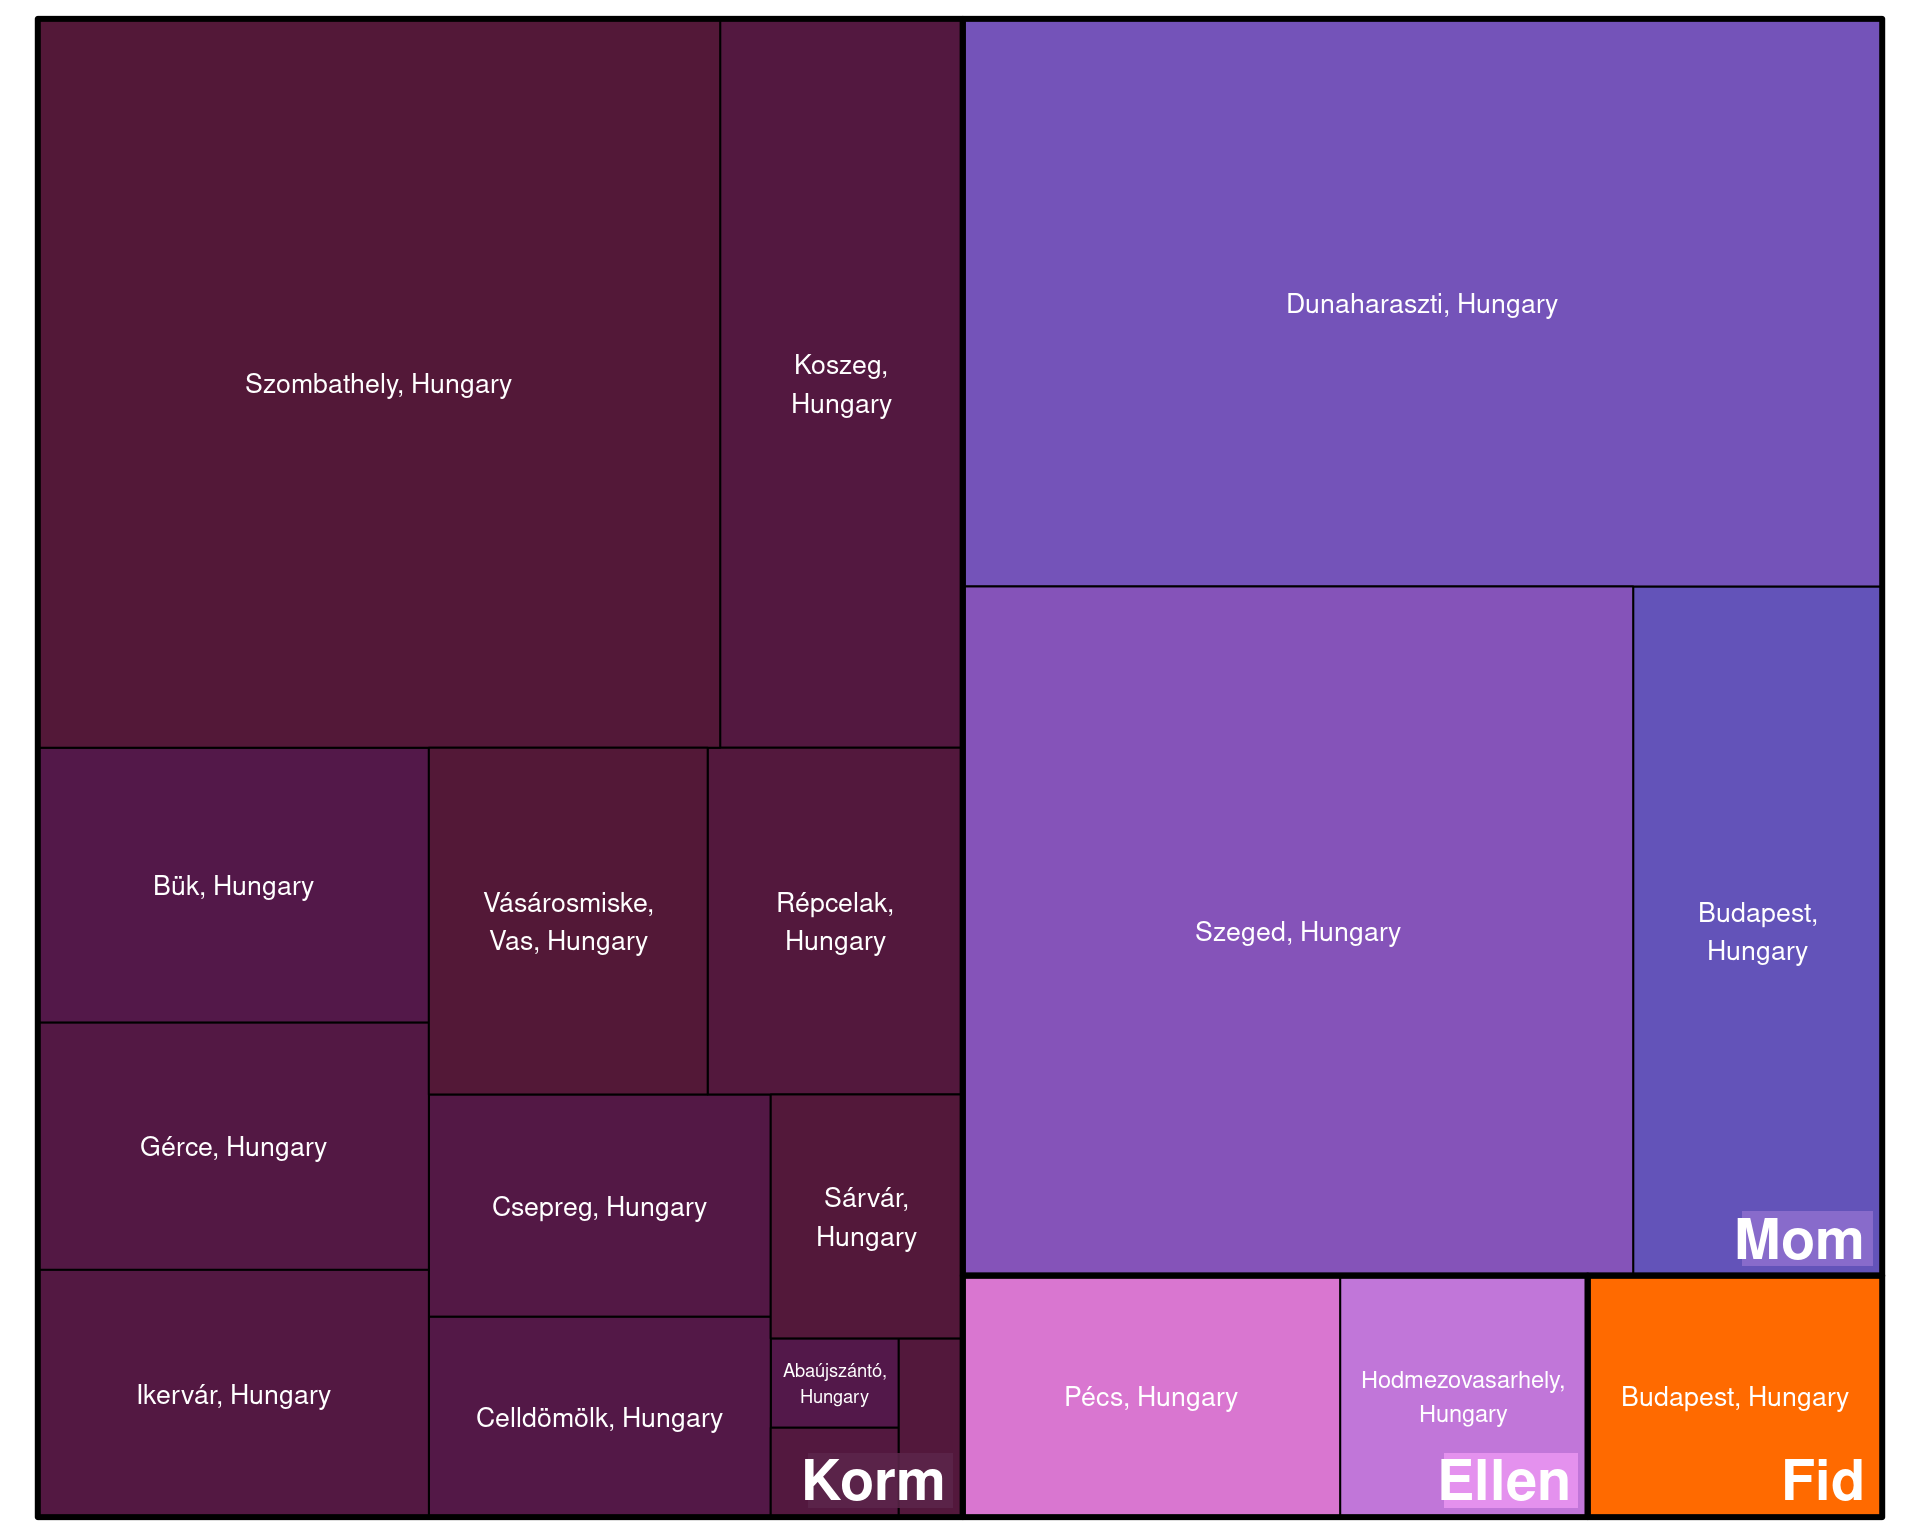 Szombathely, Hungary
Koszeg,
Hungary
Bük, Hungary
Vásárosmiske,
Vas, Hungary
Répcelak,
Hungary
Gérce, Hungary
Csepreg, Hungary
Sárvár,
Hungary
Ikervár, Hungary
Celldömölk, Hungary
Abaújszántó,
Hungary
Korm
Dunaharaszti, Hungary
Szeged, Hungary
Budapest,
Hungary
Mom
Pécs, Hungary
Hodmezovasarhely,
Hungary
Ellen
Budapest, Hungary
Fid